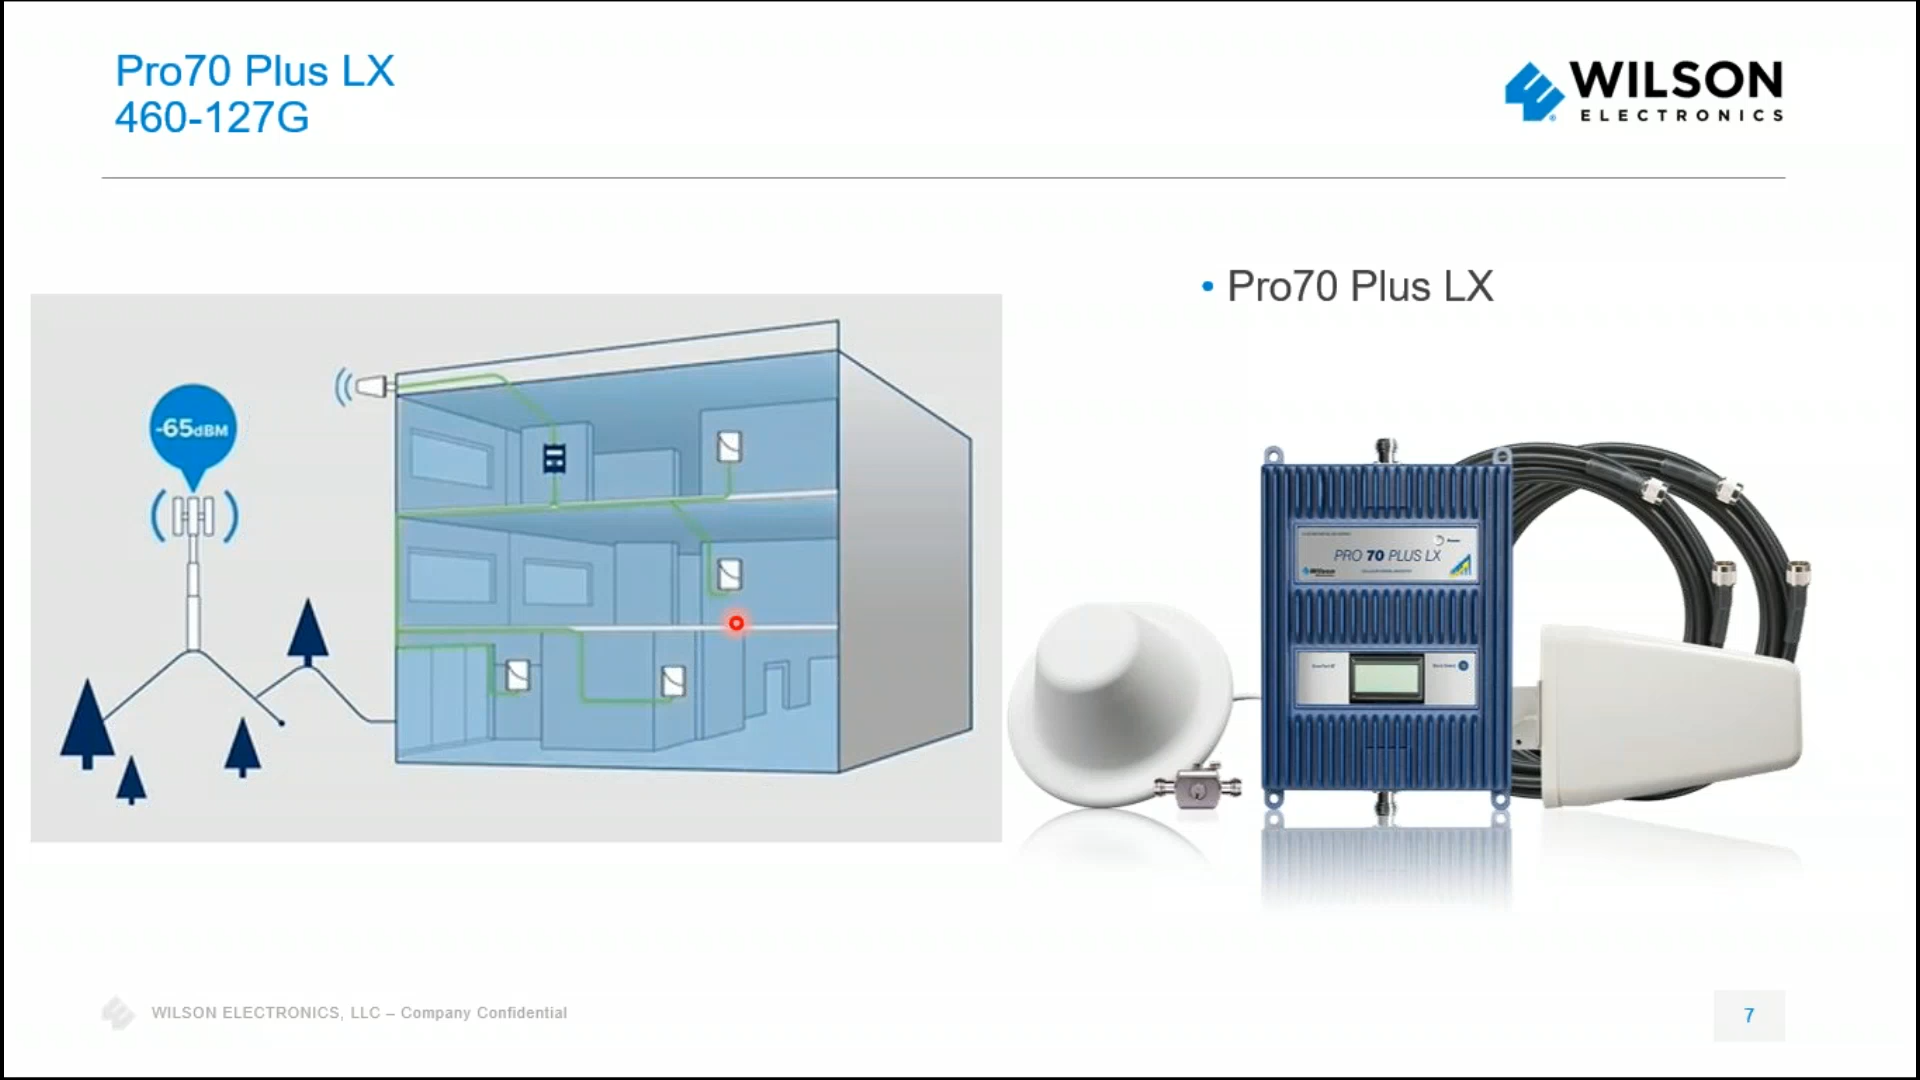 Pro70 Plus LX
460-127G
WILSON
ELECTRONICS
• Pro70 Plus LX
-65dBM
PRO 70 PLUS LX
WILSON ELECTRONICS, LLC – Company Confidential
7